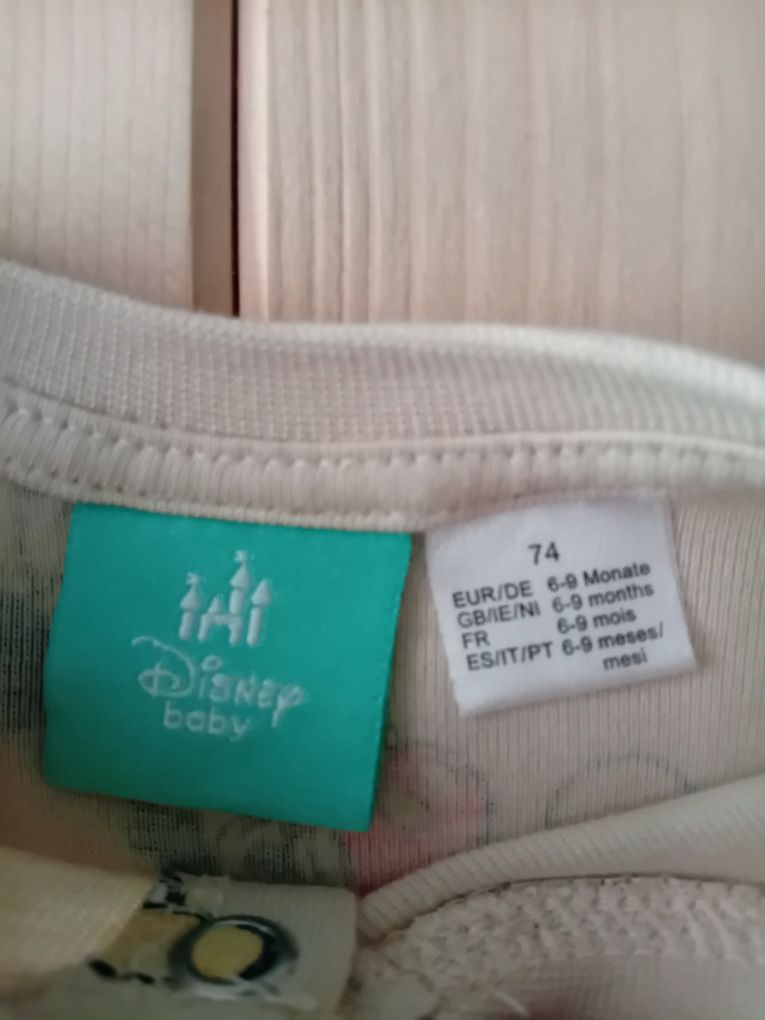 Disney
baby
74
EUR/DE 6-9 Monate
GB/IE/NI 6-9 months
FR 6-9 mois
ES/IT/PT 6-9 meses/
mesi